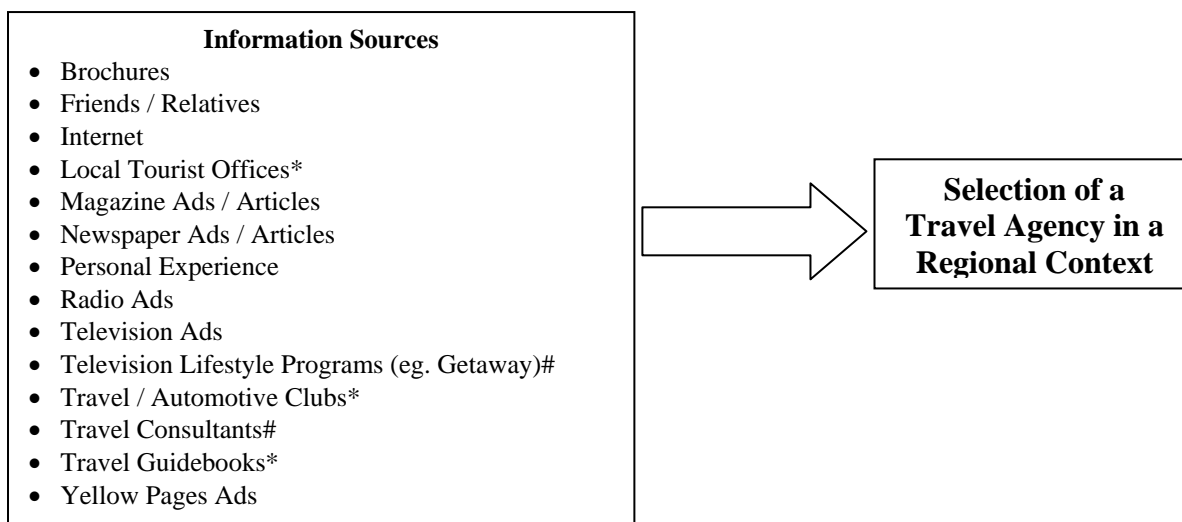 Information Sources
• Brochures
• Friends / Relatives
• Internet
• Local Tourist Offices*
• Magazine Ads / Articles
• Newspaper Ads / Articles
• Personal Experience
• Radio Ads
• Television Ads
• Television Lifestyle Programs (eg. Getaway)#
• Travel / Automotive Clubs*
• Travel Consultants#
• Travel Guidebooks*
• Yellow Pages Ads
Selection of a
Travel Agency in a
Regional Context